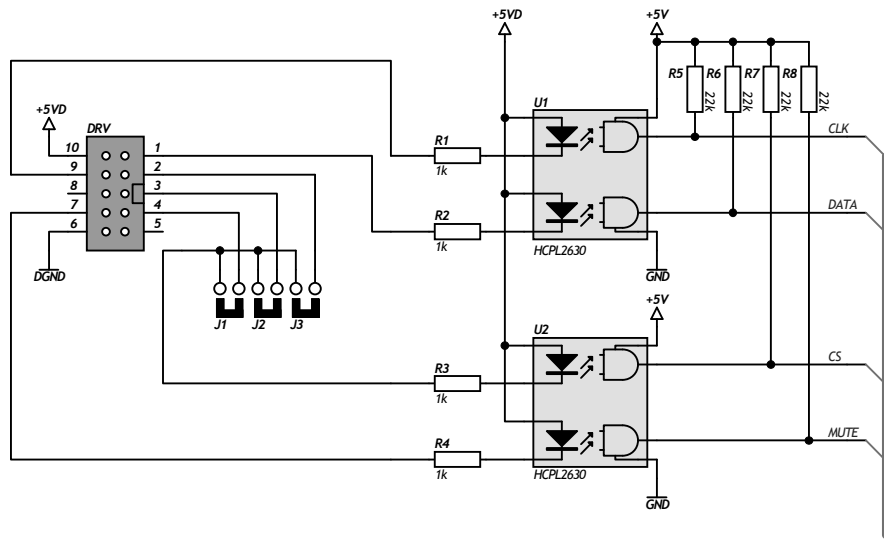 +5VD
+5V
R5
R6
R7
R8
22k
22k
22k
22k
+5VD
DRV
U1
CLK
10
1
R1
9
2
1k
8
3
7
4
R2
DATA
6
5
1k
HCPL2630
DGND
GND
+5V
J1
J2
J3
U2
CS
R3
1k
MUTE
R4
1k
HCPL2630
GND